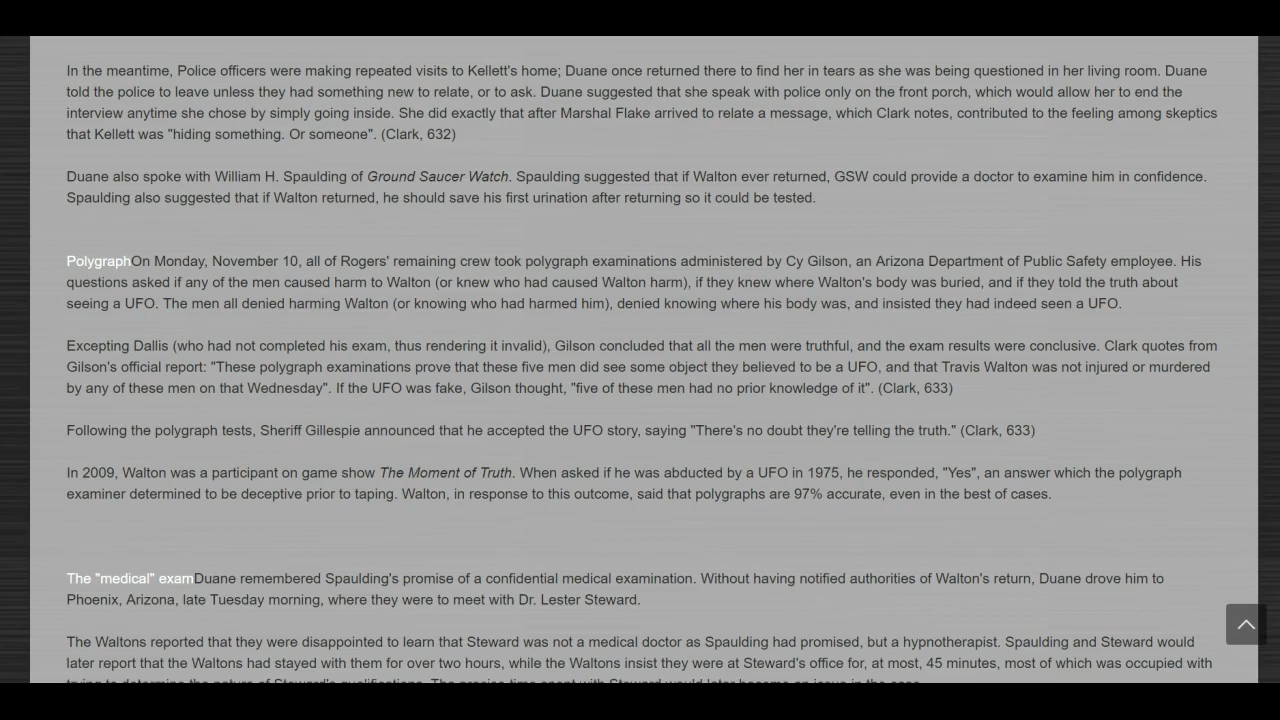 In the meantime, Police officers were making repeated visits to Kellett's home; Duane once returned there to find her in tears as she was being questioned in her living room. Duane
told the police to leave unless they had something new to relate, or to ask. Duane suggested that she speak with police only on the front porch, which would allow her to end the
interview anytime she chose by simply going inside. She did exactly that after Marshal Flake arrived to relate a message, which Clark notes, contributed to the feeling among skeptics
that Kellett was "hiding something. Or someone". (Clark, 632)
Duane also spoke with William H. Spaulding of Ground Saucer Watch. Spaulding suggested that if Walton ever returned, GSW could provide a doctor to examine him in confidence.
Spaulding also suggested that if Walton returned, he should save his first urination after returning so it could be tested.
PolygraphOn Monday, November 10, all of Rogers' remaining crew took polygraph examinations administered by Cy Gilson, an Arizona Department of Public Safety employee. His
questions asked if any of the men caused harm to Walton (or knew who had caused Walton harm), if they knew where Walton's body was buried, and if they told the truth about
seeing a UFO. The men all denied harming Walton (or knowing who had harmed him), denied knowing where his body was, and insisted they had indeed seen a UFO.
Excepting Dallis (who had not completed his exam, thus rendering it invalid), Gilson concluded that all the men were truthful, and the exam results were conclusive. Clark quotes from
Gilson's official report: "These polygraph examinations prove that these five men did see some object they believed to be a UFO, and that Travis Walton was not injured or murdered
by any of these men on that Wednesday". If the UFO was fake, Gilson thought, "five of these men had no prior knowledge of it". (Clark, 633)
Following the polygraph tests, Sheriff Gillespie announced that he accepted the UFO story, saying "There's no doubt they're telling the truth." (Clark, 633)
In 2009, Walton was a participant on game show The Moment of Truth. When asked if he was abducted by a UFO in 1975, he responded, "Yes", an answer which the polygraph
examiner determined to be deceptive prior to taping. Walton, in response to this outcome, said that polygraphs are 97% accurate, even in the best of cases.
The "medical" examDuane remembered Spaulding's promise of a confidential medical examination. Without having notified authorities of Walton's return, Duane drove him to
Phoenix, Arizona, late Tuesday morning, where they were to meet with Dr. Lester Steward.
The Waltons reported that they were disappointed to learn that Steward was not a medical doctor as Spaulding had promised, but a hypnotherapist. Spaulding and Steward would
later report that the Waltons had stayed with them for over two hours, while the Waltons insist they were at Steward's office for, at most, 45 minutes, most of which was occupied with
trying to determine the nature of Steward's qualifications. The precise time spent with Steward would later become an issue in the case.